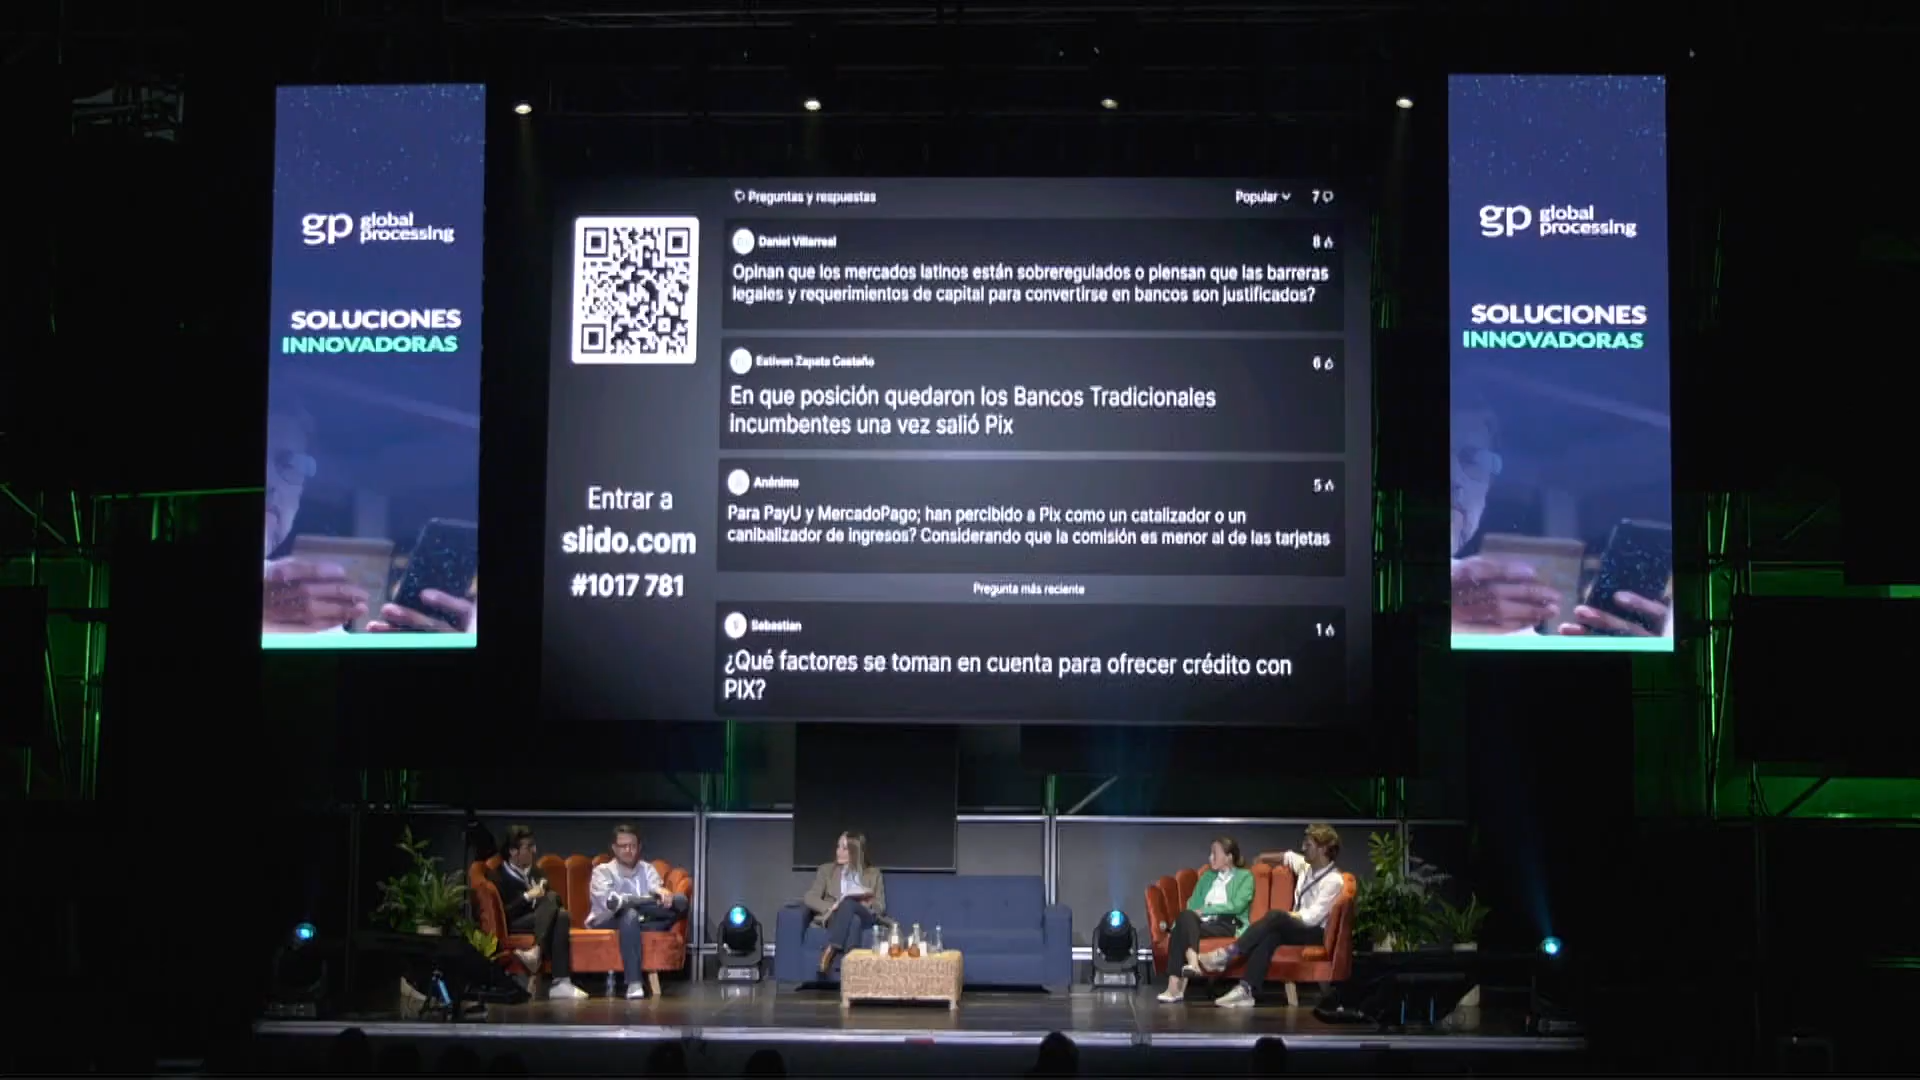 gp global
processing
SOLUCIONES
INNOVADORAS
Preguntas y respuestas
Popular
7
Daniel Villarreal
8
Opinan que los mercados latinos están sobreregulados o piensan que las barreras
legales y requerimientos de capital para convertirse en bancos son justificados?
Estiven Zapata Castaño
6
En que posición quedaron los Bancos Tradicionales
incumbentes una vez salió Pix
Anónimo
5
Para PayU y MercadoPago; han percibido a Pix como un catalizador o un
canibalizador de ingresos? Considerando que la comisión es menor al de las tarjetas
Pregunta más reciente
Sebastian
1
¿Qué factores se toman en cuenta para ofrecer crédito con
PIX?
Entrar a
slido.com
#1017 781
gp global
processing
SOLUCIONES
INNOVADORAS